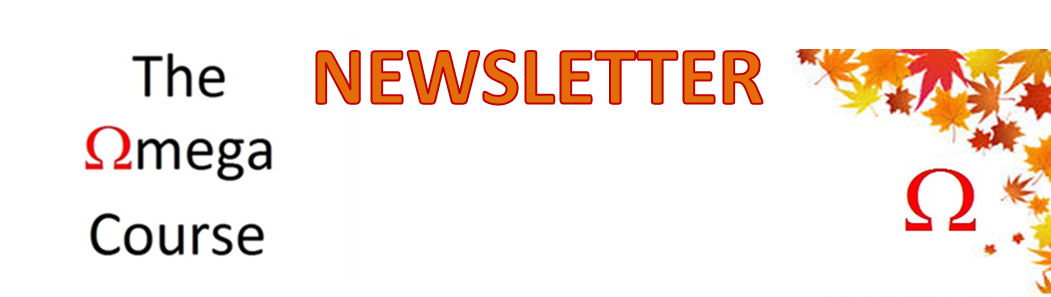 The
Ωmega
Course
NEWSLETTER
Ω